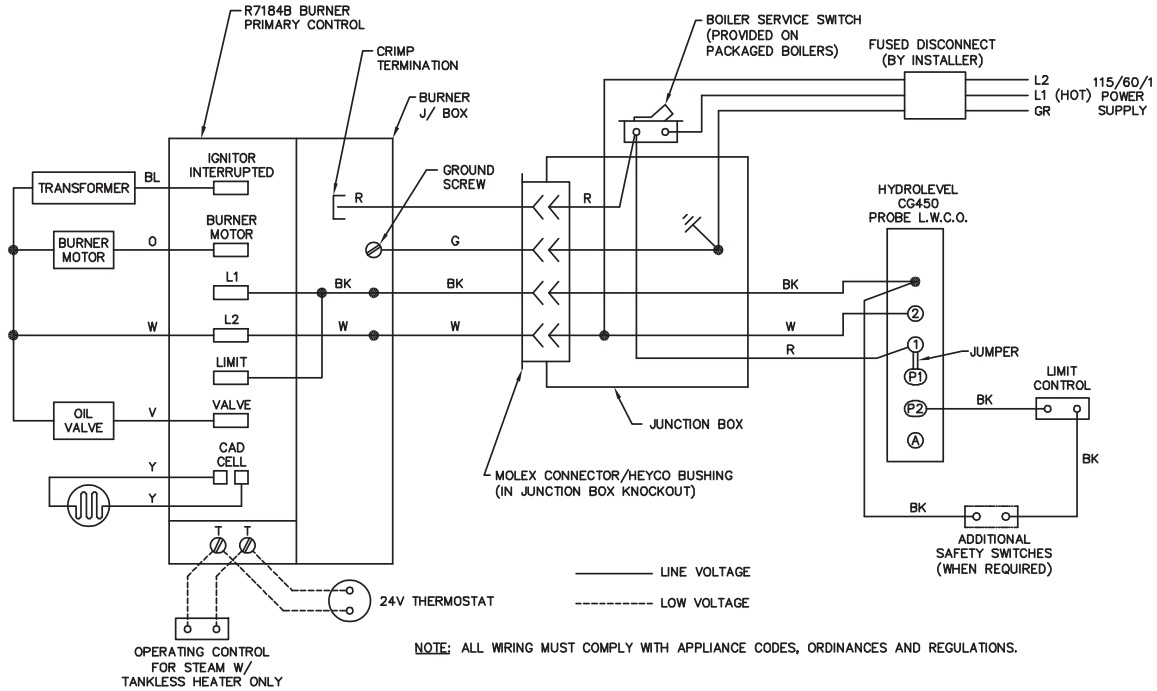 R7184B BURNER
PRIMARY CONTROL
BOILER SERVICE SWITCH
(PROVIDED ON
PACKAGED BOILERS)
FUSED DISCONNECT
(BY INSTALLER)
CRIMP
TERMINATION
BURNER
J/ BOX
L2
L1 (HOT)
GR
115/60/1
POWER
SUPPLY
IGNITOR
INTERRUPTED
TRANSFORMER
BL
GROUND
SCREW
R
R
HYDROLEVEL
CG450
PROBE L.W.C.O.
BURNER
MOTOR
BURNER
MOTOR
O
G
L1
BK
BK
BK
L2
W
W
W
W
2
R
1
JUMPER
LIMIT
P1
LIMIT
CONTROL
VALVE
OIL
VALVE
V
P2
BK
JUNCTION BOX
A
CAD
CELL
Y
Y
BK
MOLEX CONNECTOR/HEYCO BUSHING
(IN JUNCTION BOX KNOCKOUT)
BK
T T
ADDITIONAL
SAFETY SWITCHES
(WHEN REQUIRED)
LINE VOLTAGE
24V THERMOSTAT
LOW VOLTAGE
OPERATING CONTROL
FOR STEAM W/
TANKLESS HEATER ONLY
NOTE: ALL WIRING MUST COMPLY WITH APPLIANCE CODES, ORDINANCES AND REGULATIONS.